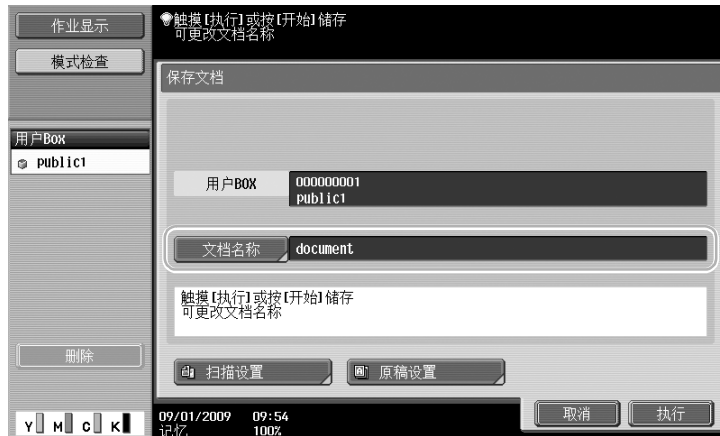 作业显示
模式检查
触摸[执行]或按[开始]储存
可更改文档名称
保存文档
用户Box
public1
用户BOX
000000001
public1
文档名称
document
触摸[执行]或按[开始]储存
可更改文档名称
删除
扫描设置
原稿设置
Y M C K
09/01/2009 09:54
记忆 100%
取消
执行